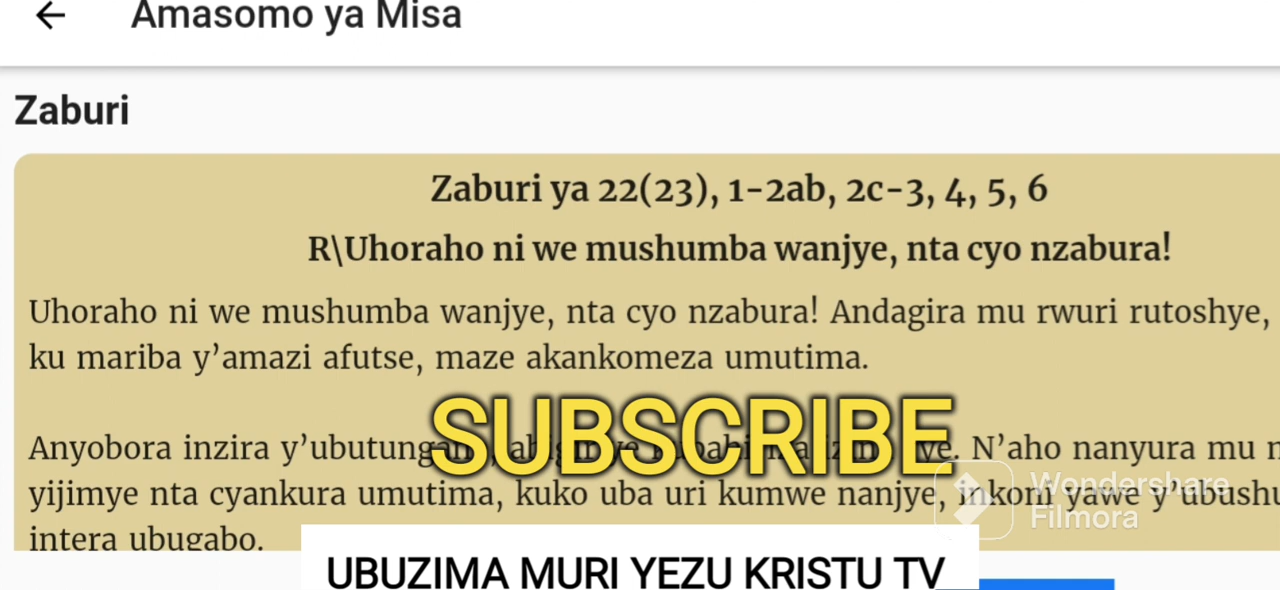 Amasomo ya Misa
Zaburi
Zaburi ya 22(23), 1-2ab, 2c-3, 4, 5, 6
R\Uhoraho ni we mushumba wanjye, nta cyo nzabura!
Uhoraho ni we mushumba wanjye, nta cyo nzabura! Andagira mu rwuri rutoshye,
ku mariba y’amazi afutse, maze akankomeza umutima.
SUBSCRIBE
Anyobora inzira N’aho nanyura mu
yijimye nta cyankura umutima, kuko uba uri kumwe nanjye, inkoni yawe
intera ubugabo.
Wondershare
Filmora
UBUZIMA MURI YEZU KRISTU TV